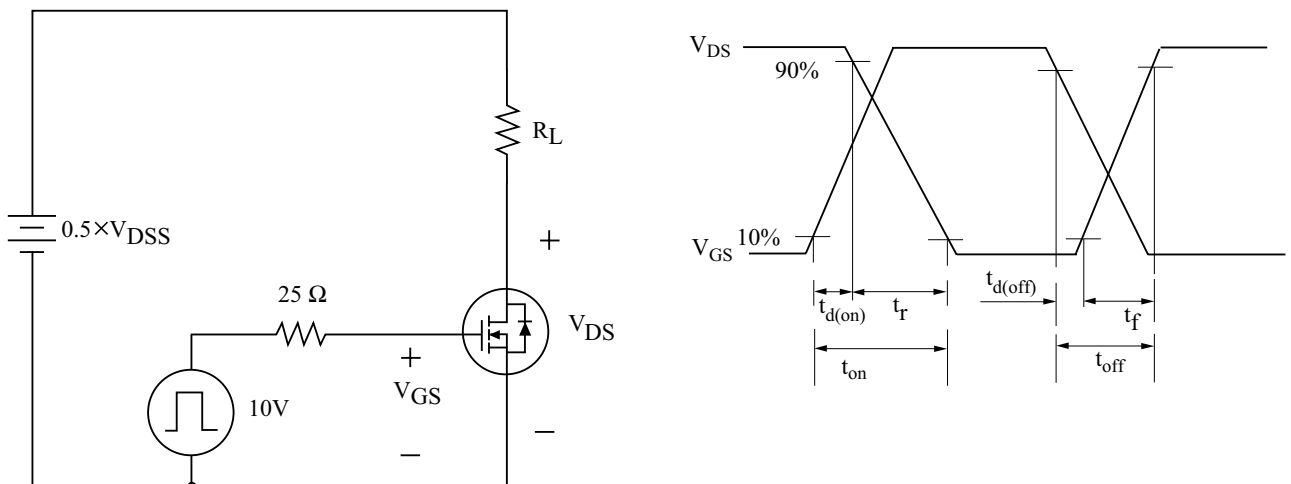 R_L
0.5×V_DSS
+
25 Ω
V_DS
+
V_GS
10V
−
−
V_DS
90%
V_GS 10%
t_d(on)
t_r
t_d(off)
t_f
t_on
t_off